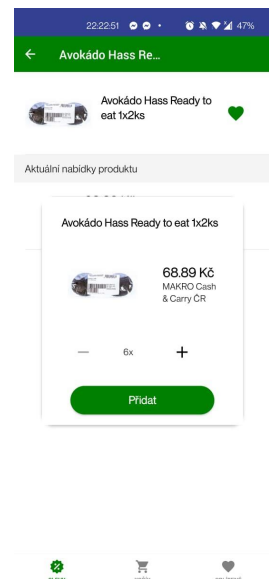 22:22:51 47%
Avokádo Hass Re...
Avokádo Hass Ready to
eat 1x2ks
Aktuální nabídky produktu
Avokádo Hass Ready to eat 1x2ks
68.89 Kč
MAKRO Cash
& Carry ČR
6x
Přidat